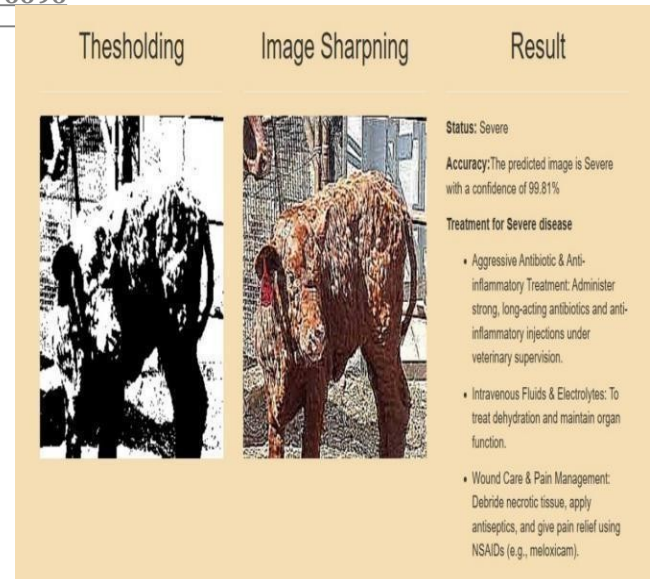 Thesholding
Image Sharpning
Result
Status: Severe
Accuracy:The predicted image is Severe
with a confidence of 99.81%
Treatment for Severe disease
• Aggressive Antibiotic & Anti-
inflammatory Treatment: Administer
strong, long-acting antibiotics and anti-
inflammatory injections under
veterinary supervision.
• Intravenous Fluids & Electrolytes: To
treat dehydration and maintain organ
function.
• Wound Care & Pain Management:
Debride necrotic tissue, apply
antiseptics, and give pain relief using
NSAIDs (e.g., meloxicam).